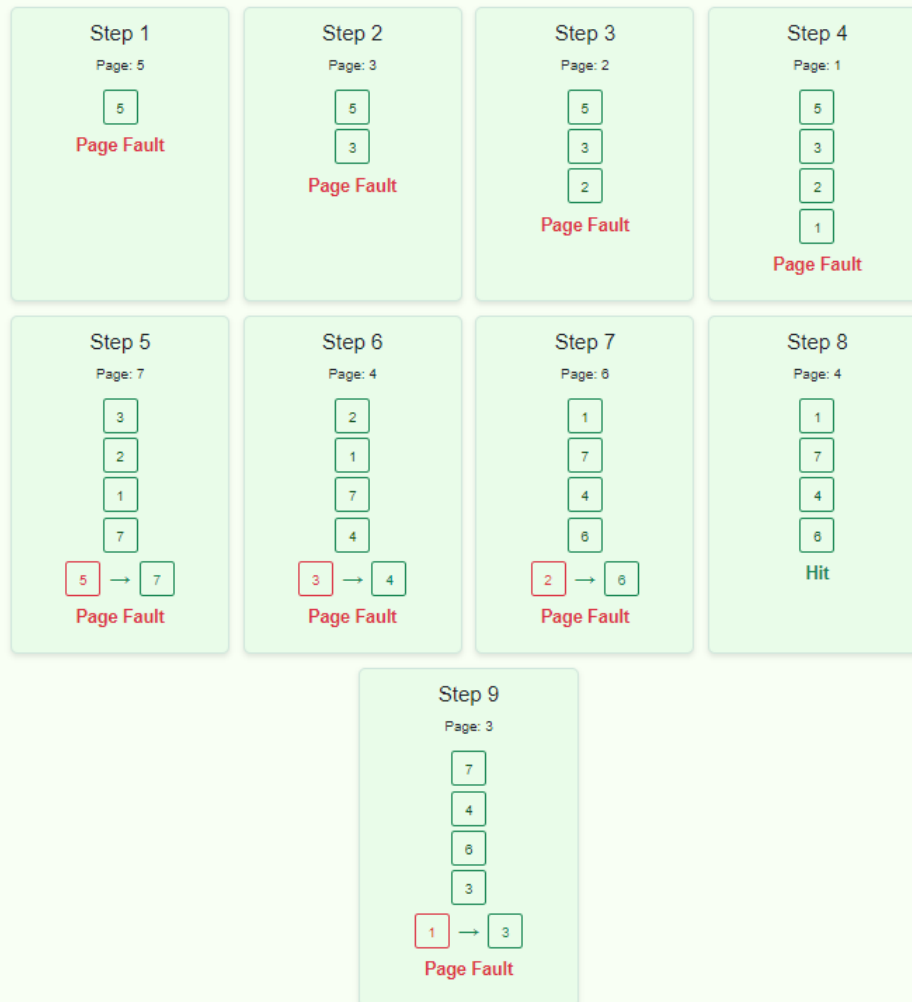 Step 1
Page: 5
5
Page Fault
Step 2
Page: 3
5
3
Page Fault
Step 3
Page: 2
5
3
2
Page Fault
Step 4
Page: 1
5
3
2
1
Page Fault
Step 5
Page: 7
3
2
1
7
5 → 7
Page Fault
Step 6
Page: 4
2
1
7
4
3 → 4
Page Fault
Step 7
Page: 6
1
7
4
6
2 → 6
Page Fault
Step 8
Page: 4
1
7
4
6
Hit
Step 9
Page: 3
7
4
6
3
1 → 3
Page Fault